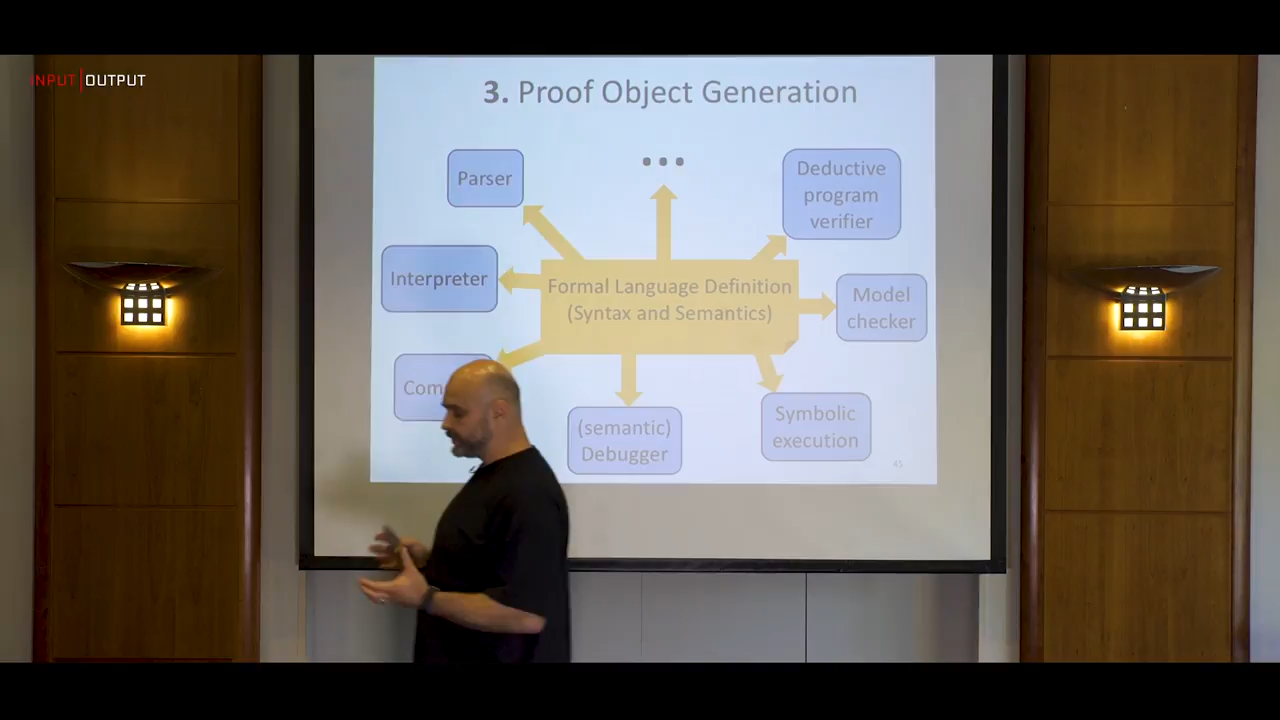 INPUT|OUTPUT
3. Proof Object Generation
Parser
...
Deductive
program
verifier
Interpreter
Formal Language Definition
(Syntax and Semantics)
Model
checker
(semantic)
Debugger
Symbolic
execution
45